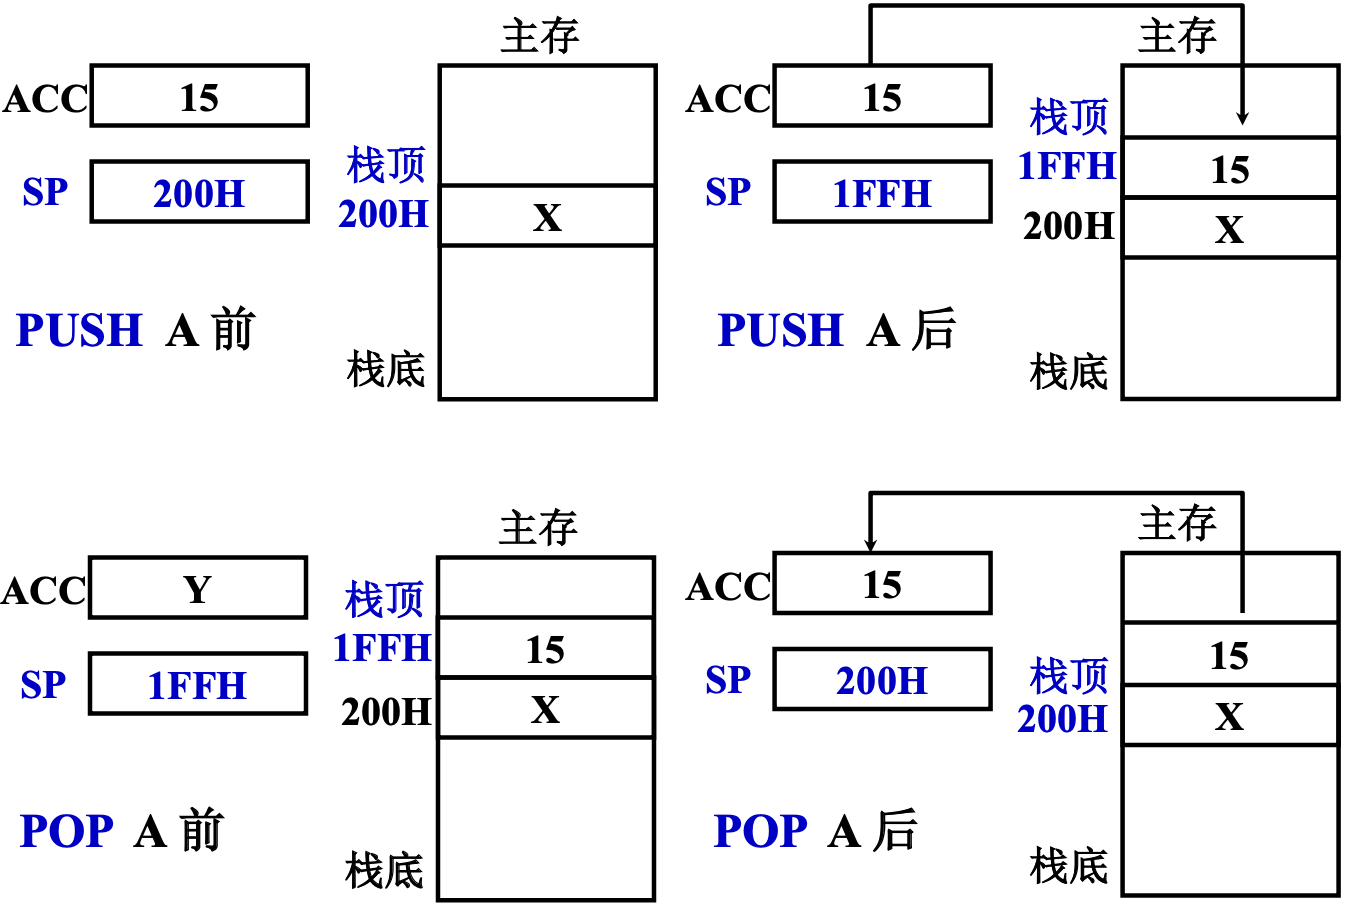 主存
ACC 15
栈顶
SP 200H
200H X
PUSH A 前
栈底
主存
ACC 15
栈顶
SP 1FFH
1FFH 15
200H X
PUSH A 后
栈底
主存
ACC Y
栈顶
SP 1FFH
1FFH 15
200H X
POP A 前
栈底
主存
ACC 15
15
SP 200H
栈顶
200H X
POP A 后
栈底